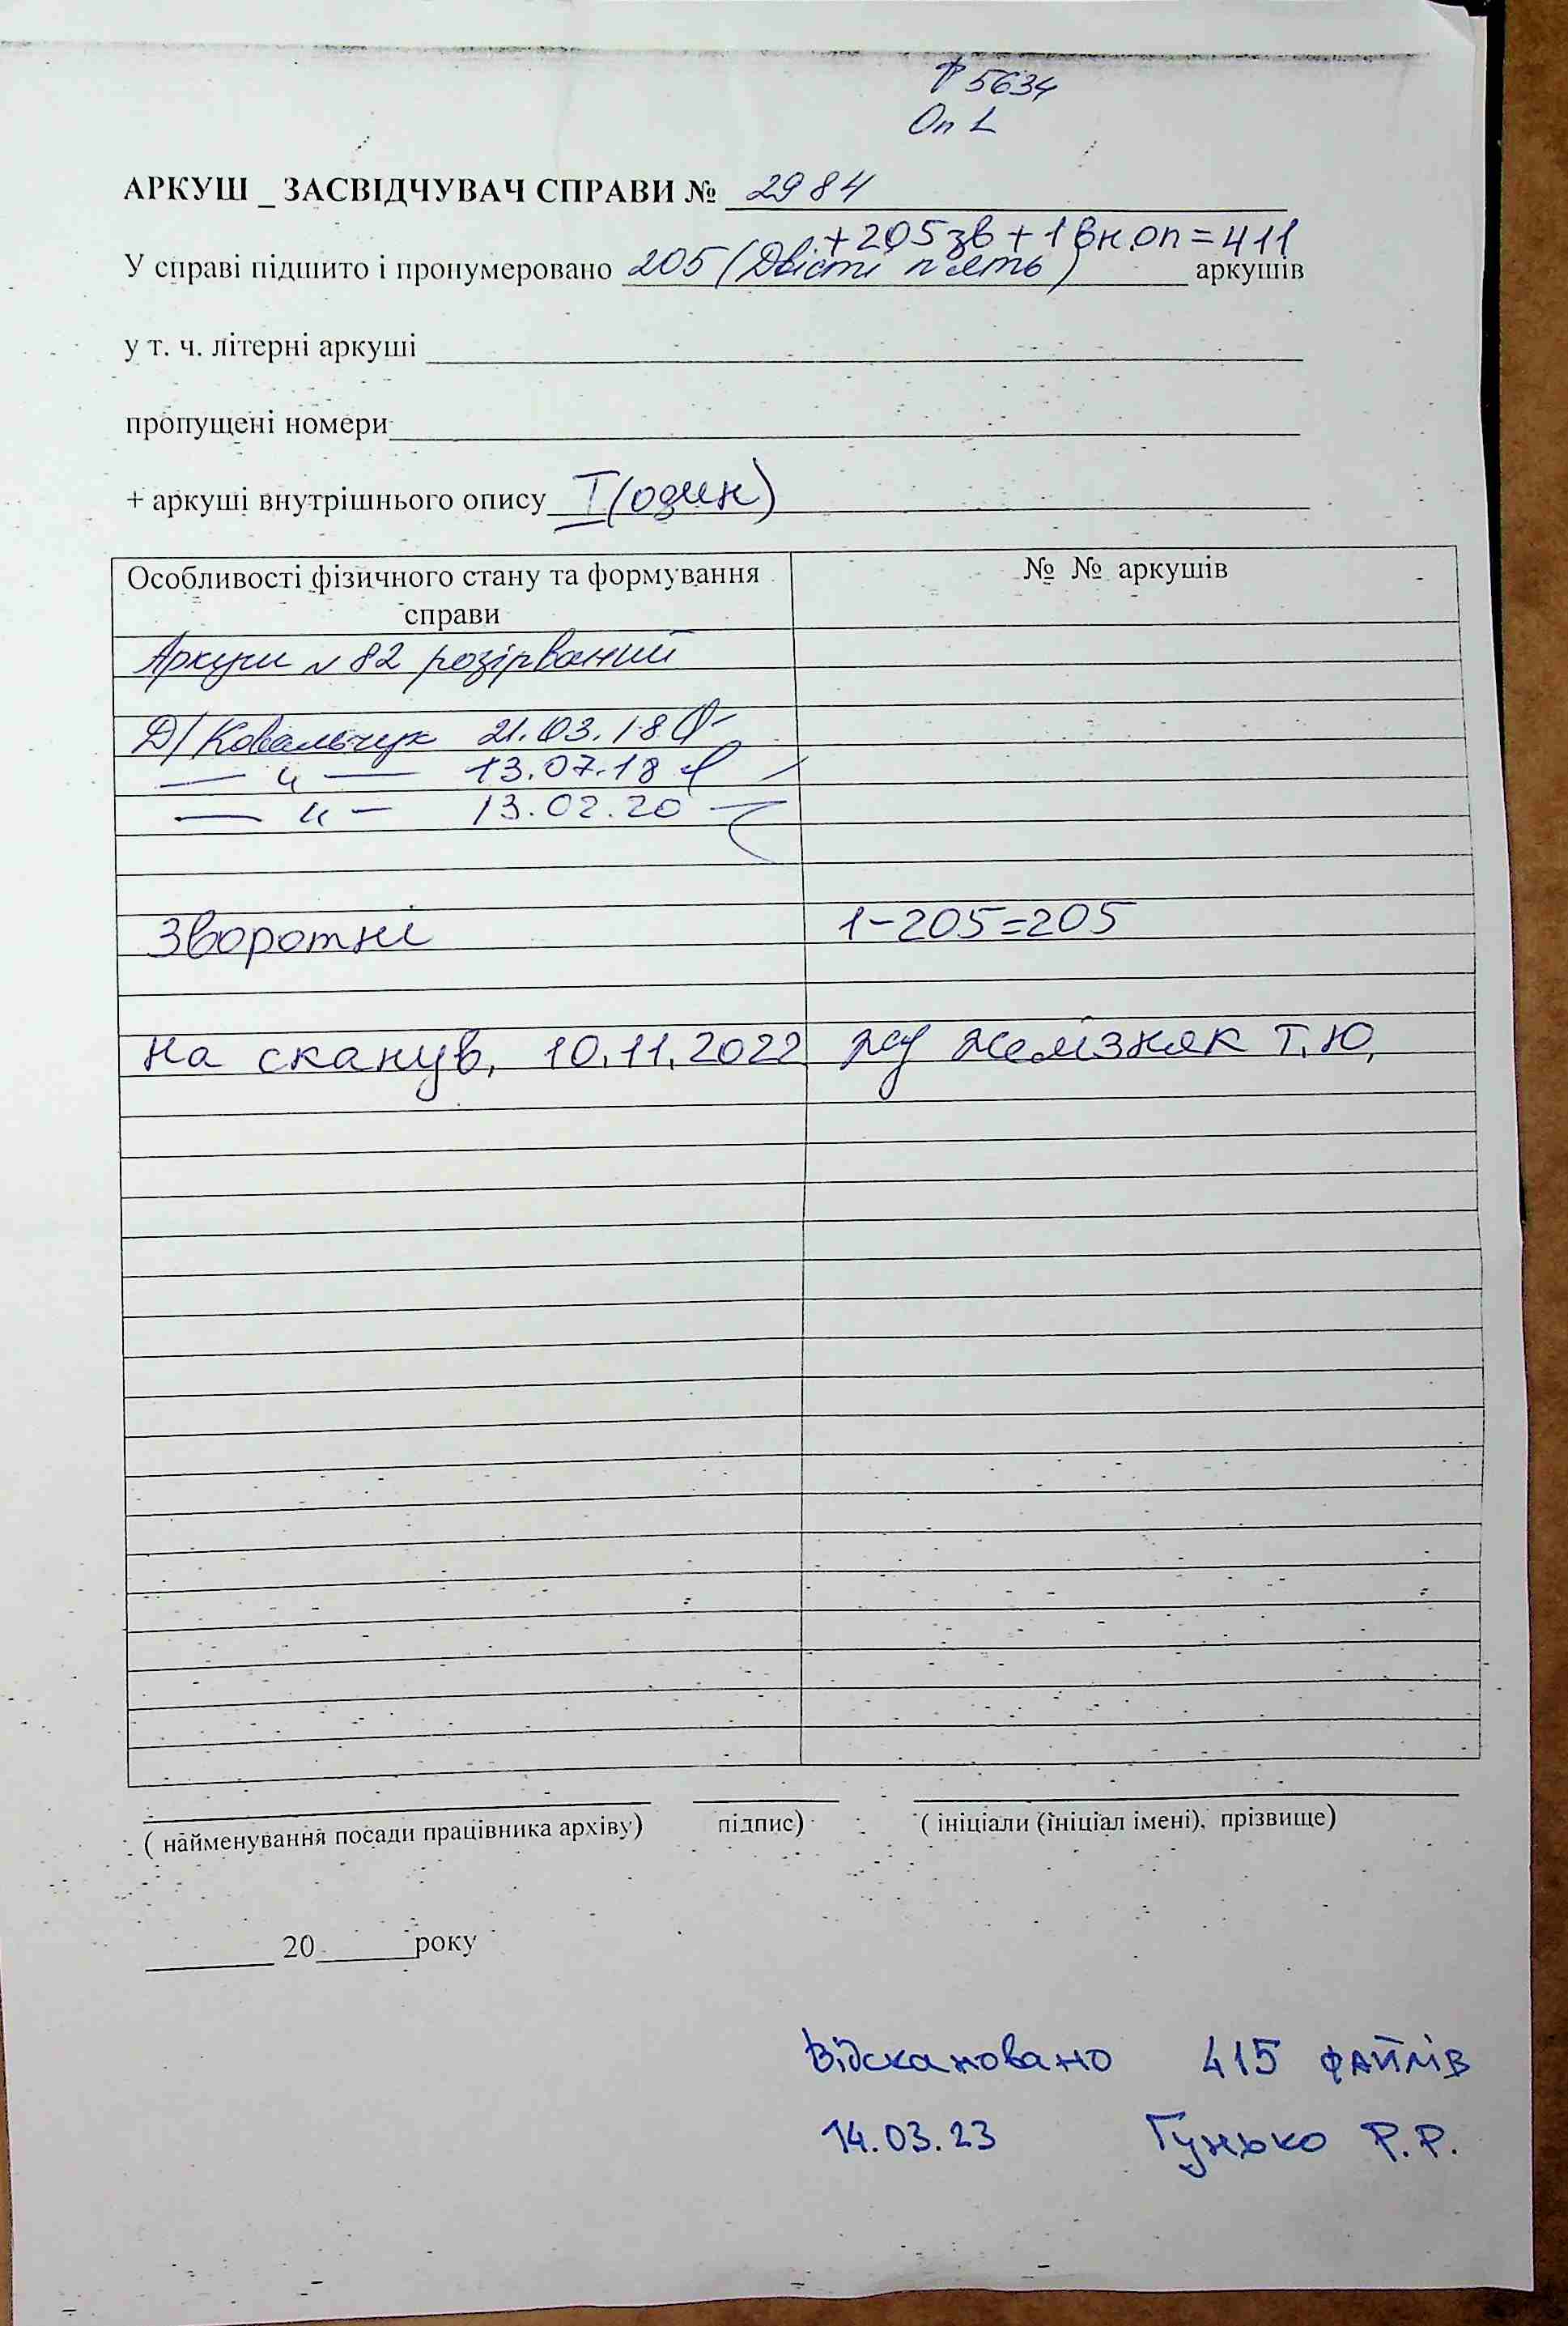 Ф 5634
Оп 1
АРКУШ _ ЗАСВІДЧУВАЧ СПРАВИ № 2984
+205 зв + 1 вн.оп = 411
У справі підшито і пронумеровано 205 (Двісті п'ять) аркушів
у т. ч. літерні аркуші
пропущені номери
+ аркуші внутрішнього опису I (один)
Особливості фізичного стану та формування справи № № аркушів
Аркуш № 82 розірваний
Д/ Ковальчук 21.03.18
— " — 13.07.18
— " — 13.02.20
Зворотні 1-205=205
на сканув. 10.11.2022 Желізняк Т.Ю.
( найменування посади працівника архіву) підпис) ( ініціали (ініціал імені), прізвище)
20 року
Відскановано 415 файлів
14.03.23 Гунько Р.Р.